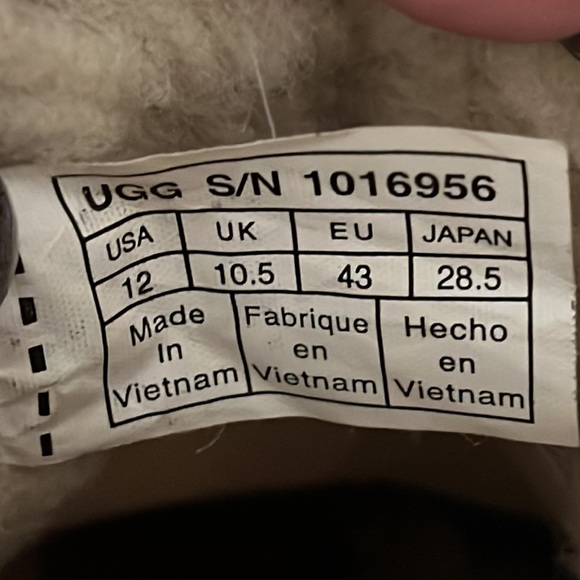 UGG S/N 1016956
USA UK EU JAPAN
12 10.5 43 28.5
Made Fabrique Hecho
In en en
Vietnam Vietnam Vietnam